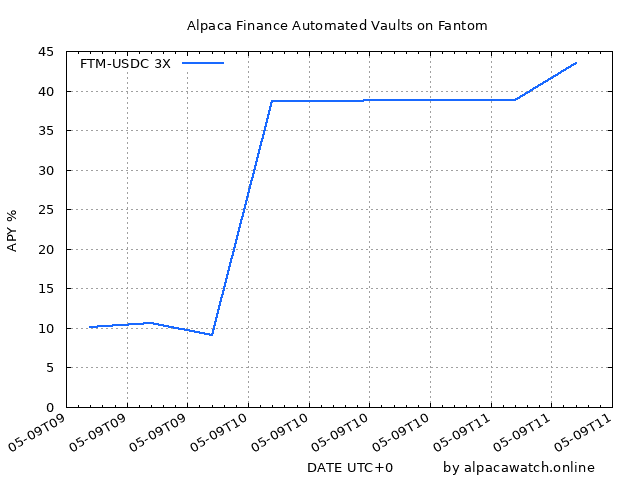 Alpaca Finance Automated Vaults on Fantom
FTM-USDC 3X
APY %
45
40
35
30
25
20
15
10
5
0
05-09T09
05-09T09
05-09T09
05-09T10
05-09T10
05-09T10
05-09T10
05-09T11
05-09T11
05-09T11
DATE UTC+0
by alpacawatch.online